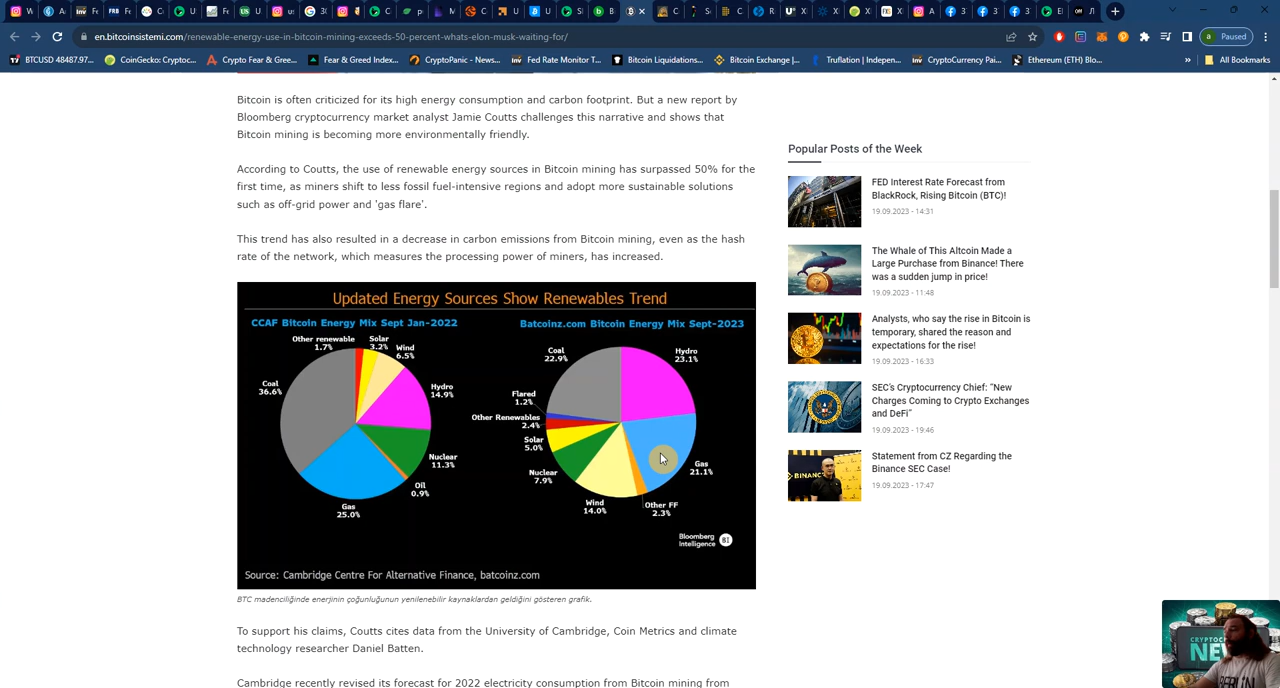 en.bitcoinsistemi.com/renewable-energy-use-in-bitcoin-mining-exceeds-50-percent-whats-elon-musk-waiting-for/
Paused
BTCUSD 48487.97...
CoinGecko: Cryptoc...
Crypto Fear & Gree...
Fear & Greed Index...
CryptoPanic - News...
Fed Rate Monitor T...
Bitcoin Liquidations...
Bitcoin Exchange |...
Truflation | Indepen...
CryptoCurrency Pai...
Ethereum (ETH) Blo...
All Bookmarks
Bitcoin is often criticized for its high energy consumption and carbon footprint. But a new report by
Bloomberg cryptocurrency market analyst Jamie Coutts challenges this narrative and shows that
Bitcoin mining is becoming more environmentally friendly.
According to Coutts, the use of renewable energy sources in Bitcoin mining has surpassed 50% for the
first time, as miners shift to less fossil fuel-intensive regions and adopt more sustainable solutions
such as off-grid power and 'gas flare'.
This trend has also resulted in a decrease in carbon emissions from Bitcoin mining, even as the hash
rate of the network, which measures the processing power of miners, has increased.
Updated Energy Sources Show Renewables Trend
CCAF Bitcoin Energy Mix Sept Jan-2022
Other renewable
1.7%
Solar
3.2%
Wind
6.5%
Coal
36.6%
Hydro
14.9%
Nuclear
11.3%
Oil
0.9%
Gas
25.0%
Batcoinz.com Bitcoin Energy Mix Sept-2023
Coal
22.9%
Hydro
23.1%
Flared
1.2%
Other Renewables
2.4%
Solar
5.0%
Nuclear
7.9%
Wind
14.0%
Other FF
2.3%
Gas
21.1%
Bloomberg
Intelligence
BI
Source: Cambridge Centre For Alternative Finance, batcoinz.com
BTC madenciliğinde enerjinin çoğunluğunun yenilenebilir kaynaklardan geldiğini gösteren grafik.
To support his claims, Coutts cites data from the University of Cambridge, Coin Metrics and climate
technology researcher Daniel Batten.
Cambridge recently revised its forecast for 2022 electricity consumption from Bitcoin mining from
Popular Posts of the Week
FED Interest Rate Forecast from
BlackRock, Rising Bitcoin (BTC)!
19.09.2023 - 14:31
The Whale of This Altcoin Made a
Large Purchase from Binance! There
was a sudden jump in price!
19.09.2023 - 11:48
Analysts, who say the rise in Bitcoin is
temporary, shared the reason and
expectations for the rise!
19.09.2023 - 16:33
SEC's Cryptocurrency Chief: "New
Charges Coming to Crypto Exchanges
and DeFi"
19.09.2023 - 19:46
Statement from CZ Regarding the
Binance SEC Case!
19.09.2023 - 17:47